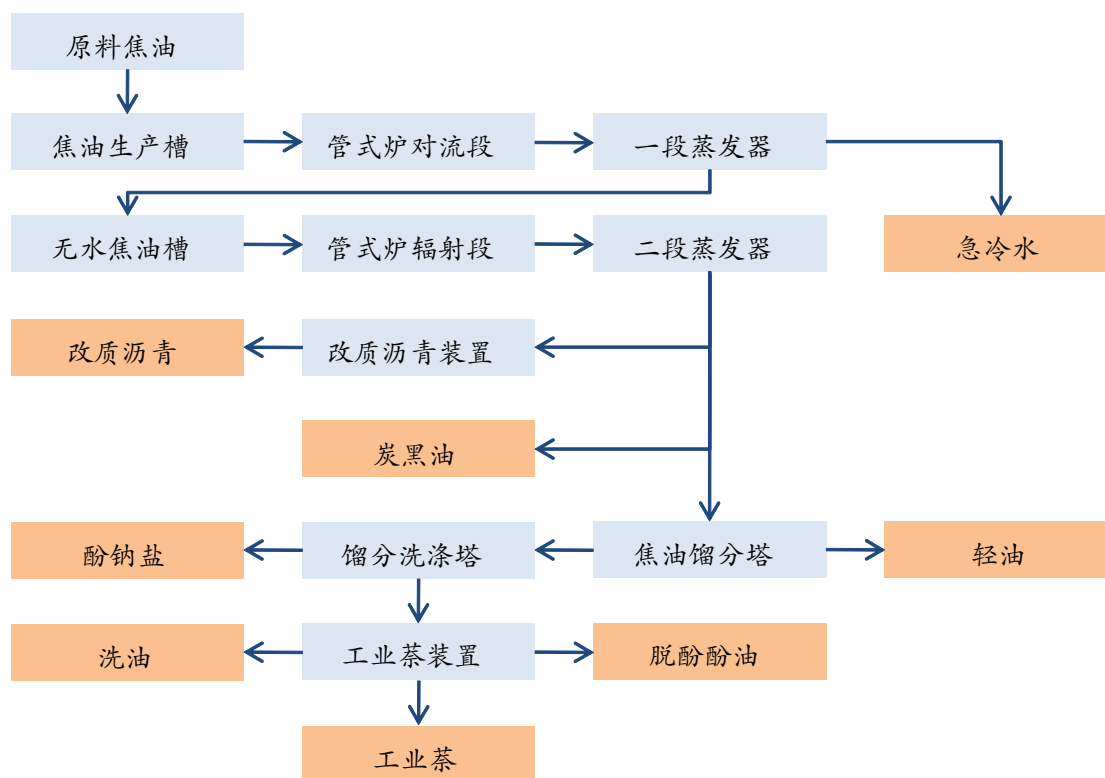 原料焦油
焦油生产槽
管式炉对流段
一段蒸发器
无水焦油槽
管式炉辐射段
二段蒸发器
急冷水
改质沥青
改质沥青装置
炭黑油
酚钠盐
馏分洗涤塔
焦油馏分塔
轻油
洗油
工业萘装置
脱酚酚油
工业萘